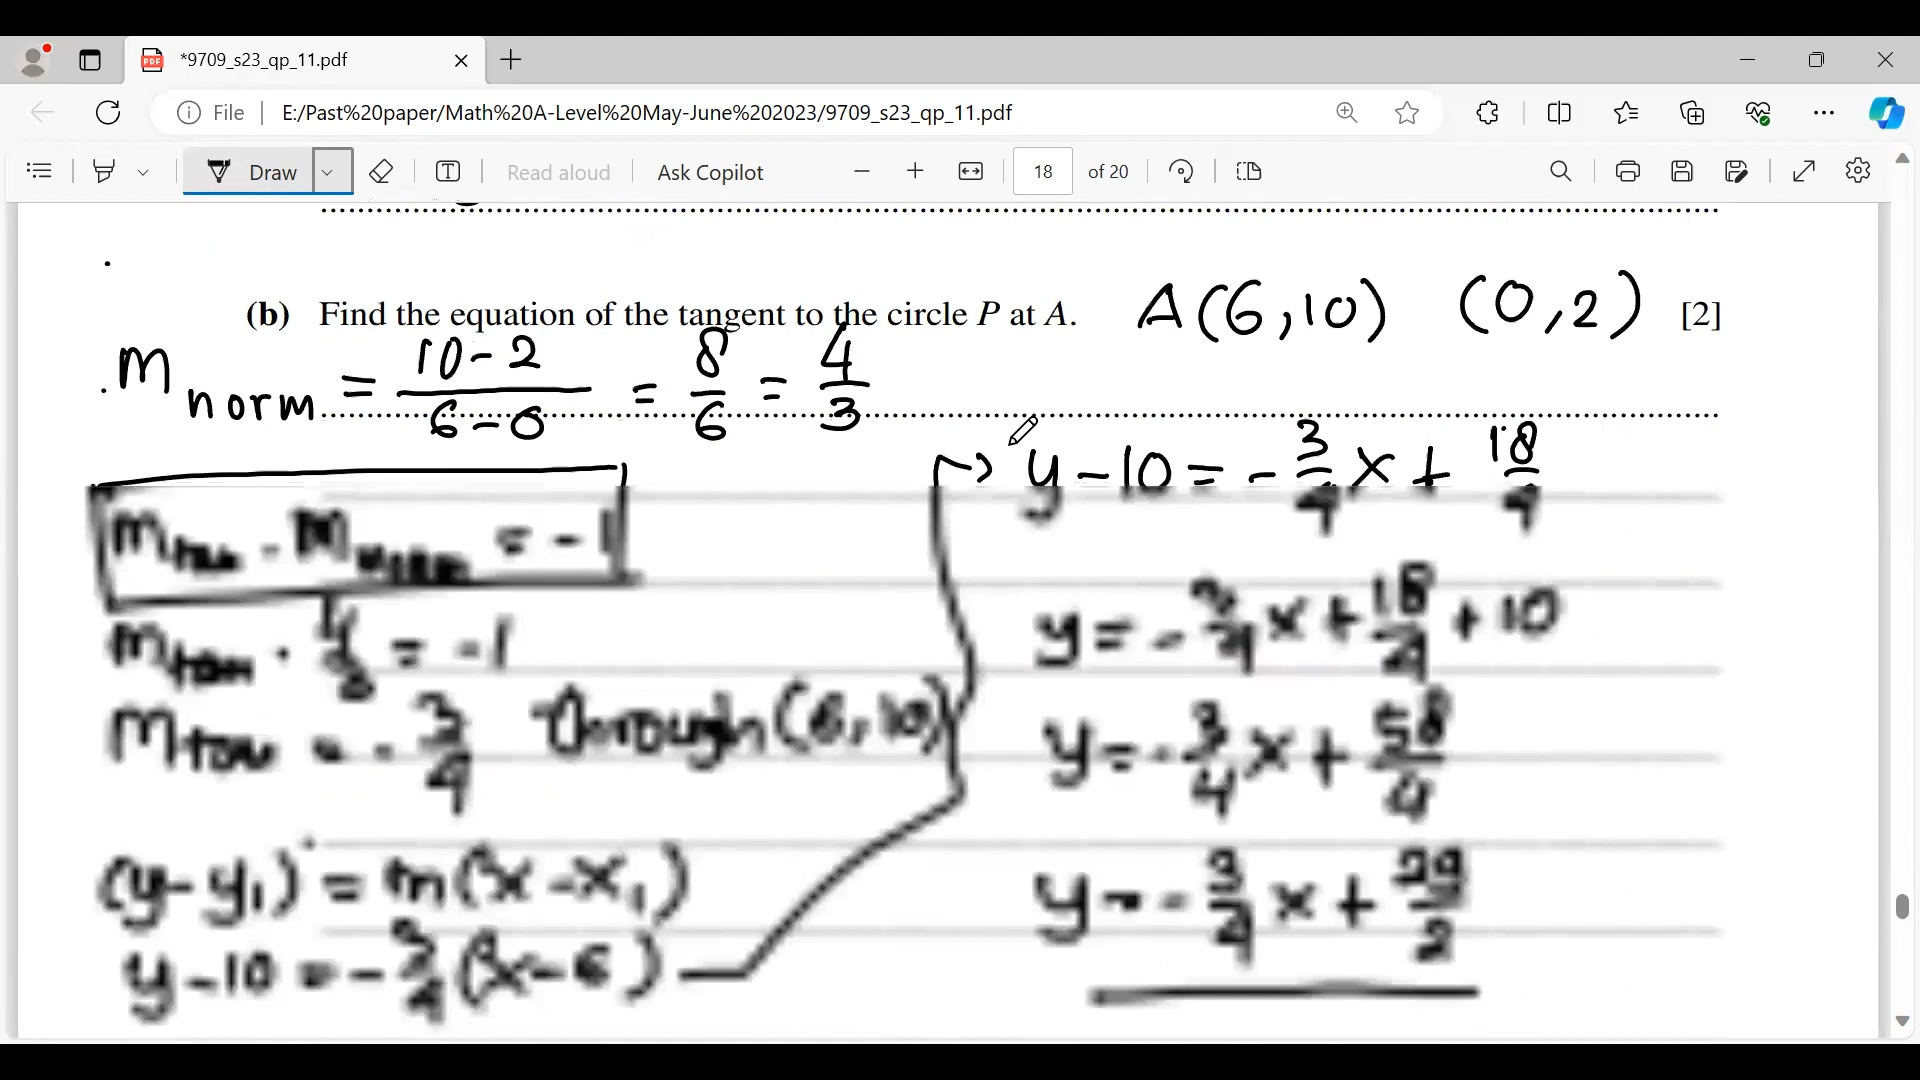 *9709_s23_qp_11.pdf
File
E:/Past%20paper/Math%20A-Level%20May-June%202023/9709_s23_qp_11.pdf
Draw
Read aloud
Ask Copilot
18 of 20
(b) Find the equation of the tangent to the circle P at A. A(6,10) (0,2) [2]
m norm = 10-2/6-0 = 8/6 = 4/3
m tan . m norm = -1
m tan . 4/3 = -1
m tan = -3/4 through (6,10)
(y-y₁) = m(x-x₁)
y-10 = -3/4(x-6)
y-10 = -3/4x + 18/4
y = -3/4x + 18/4 + 10
y = -3/4x + 58/4
y = -3/4x + 29/2